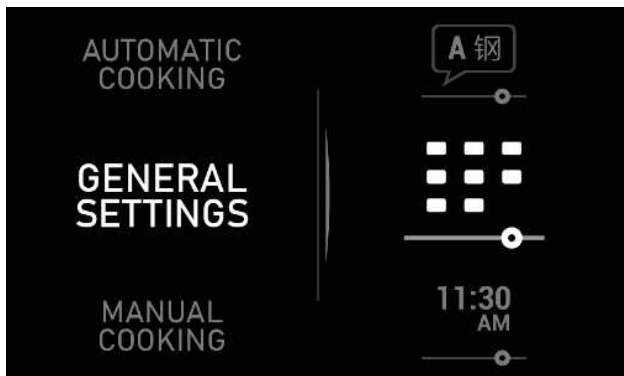 AUTOMATIC
COOKING
A 钢
GENERAL
SETTINGS
11:30
AM
MANUAL
COOKING